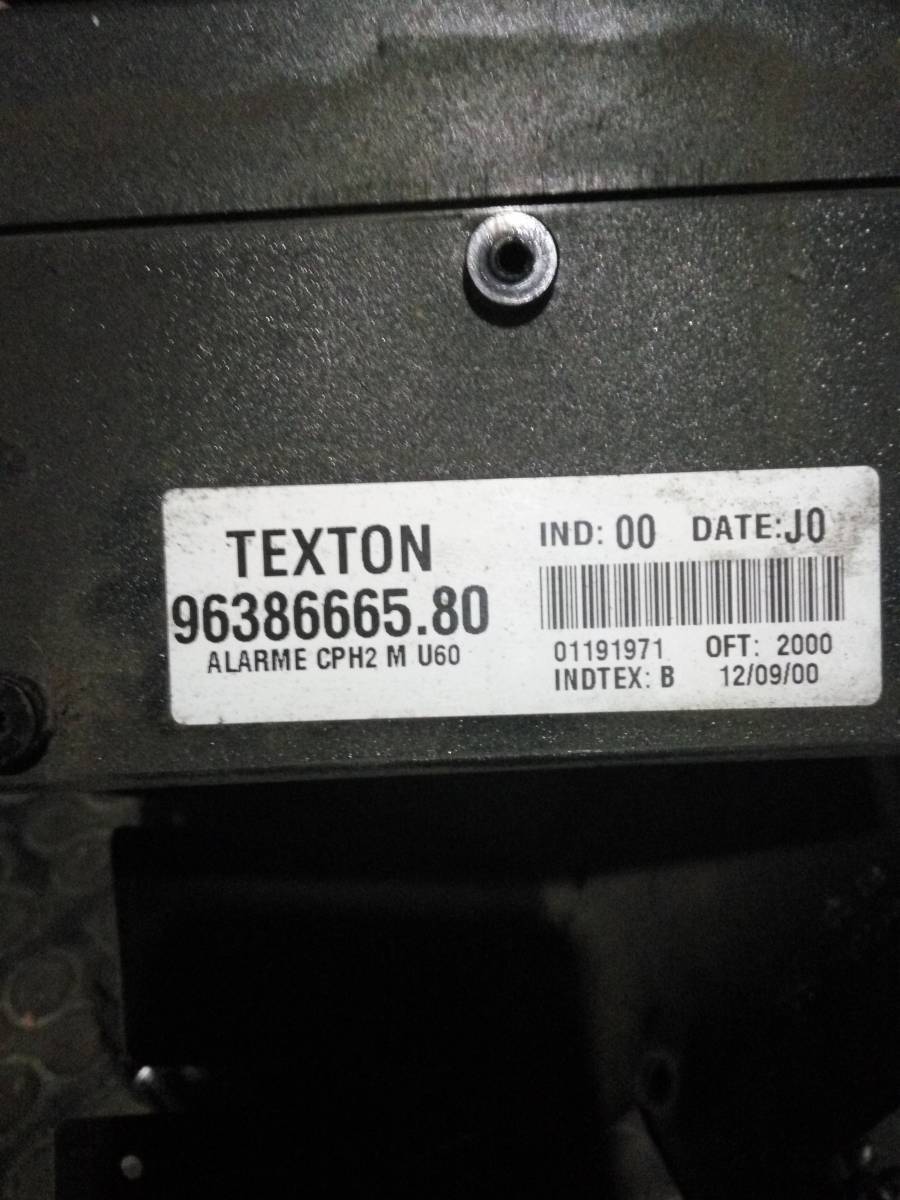 TEXTON
96386665.80
ALARME CPH2 M U60
IND: 00 DATE:J0
01191971 OFT: 2000
INDTEX: B 12/09/00